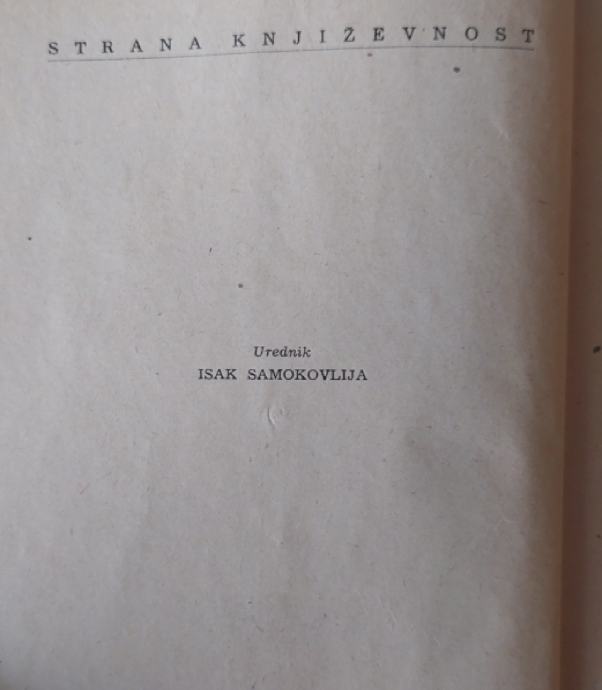 STRANA KNJIŽEVNOST
Urednik
ISAK SAMOKOVLIJA